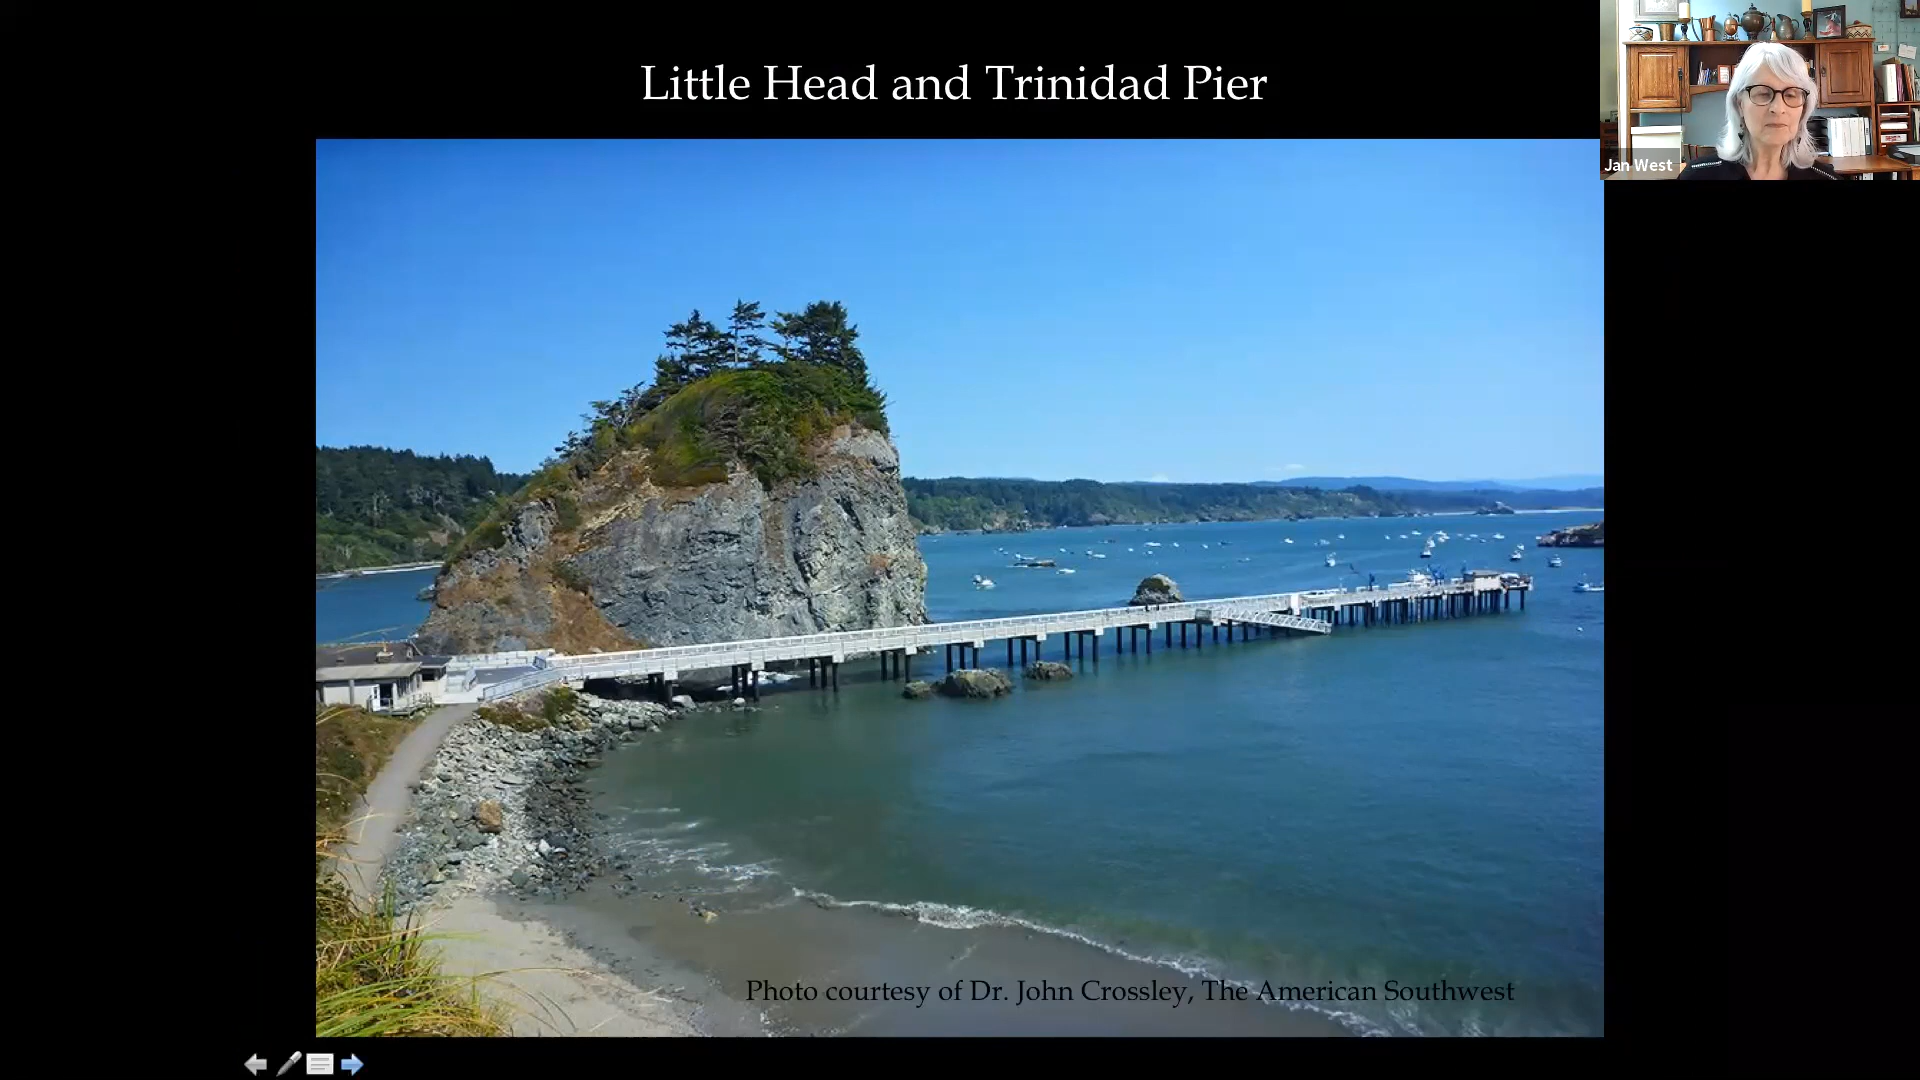 Little Head and Trinidad Pier
Jan West
Photo courtesy of Dr. John Crossley, The American Southwest